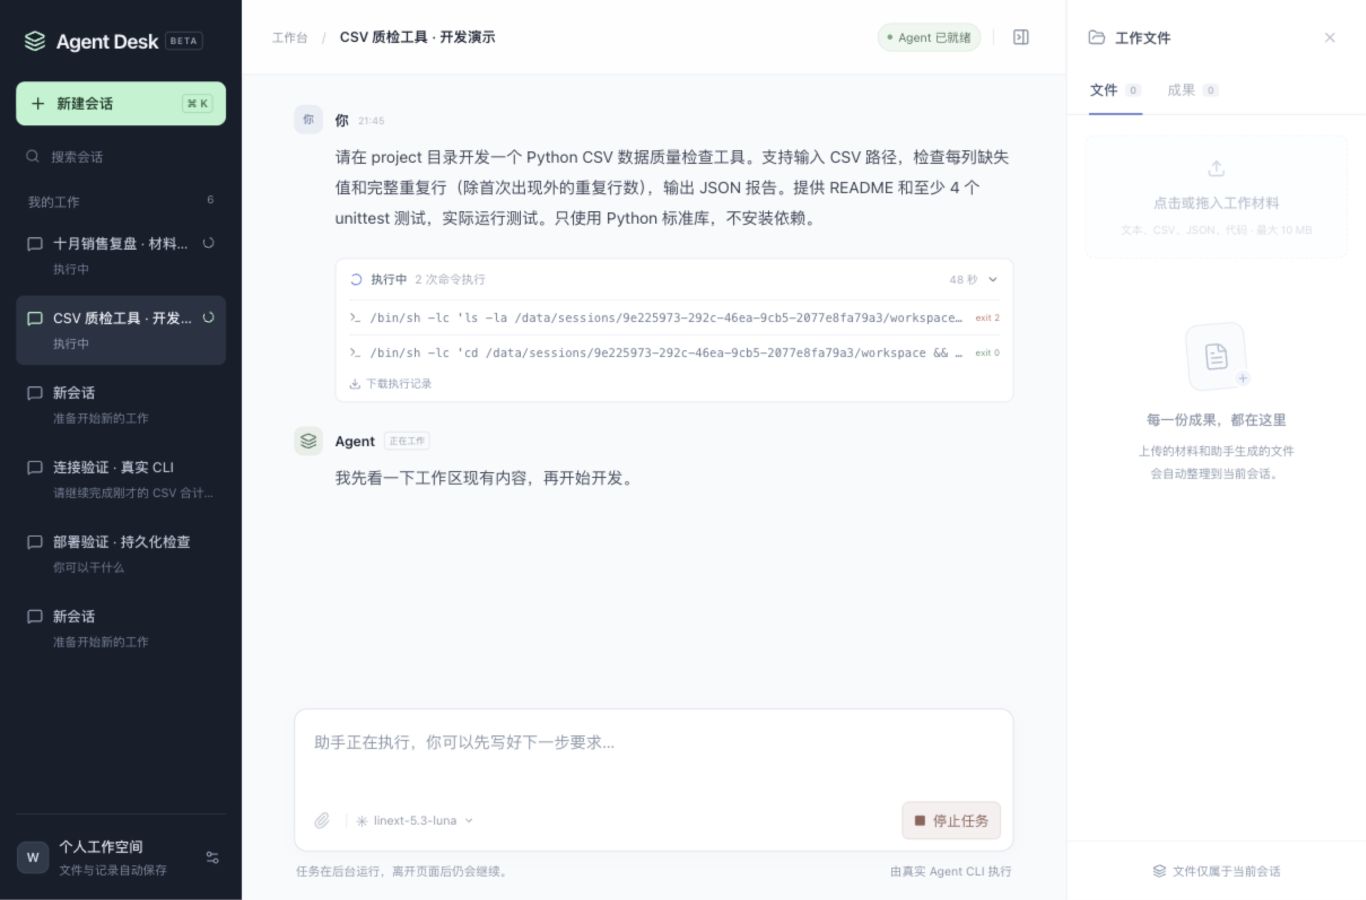 Agent Desk BETA
新建会话 ⌘ K
搜索会话
我的工作 6
十月销售复盘 · 材料...
执行中
CSV 质检工具 · 开发...
执行中
新会话
准备开始新的工作
连接验证 · 真实 CLI
请继续完成刚才的 CSV 合计...
部署验证 · 持久化检查
你可以干什么
新会话
准备开始新的工作
W
个人工作空间
文件与记录自动保存
工作台 / CSV 质检工具 · 开发演示
Agent 已就绪
你 你 21:45
请在 project 目录开发一个 Python CSV 数据质量检查工具。支持输入 CSV 路径，检查每列缺失
值和完整重复行（除首次出现外的重复行数），输出 JSON 报告。提供 README 和至少 4 个
unittest 测试，实际运行测试。只使用 Python 标准库，不安装依赖。
执行中 2 次命令执行 48 秒
/bin/sh -lc 'ls -la /data/sessions/9e225973-292c-46ea-9cb5-2077e8fa79a3/workspace… exit 2
/bin/sh -lc 'cd /data/sessions/9e225973-292c-46ea-9cb5-2077e8fa79a3/workspace && … exit 0
下载执行记录
Agent 正在工作
我先看一下工作区现有内容，再开始开发。
助手正在执行，你可以先写好下一步要求...
linext-5.3-luna
停止任务
任务在后台运行，离开页面后仍会继续。
由真实 Agent CLI 执行
工作文件
文件 0 成果 0
点击或拖入工作材料
文本、CSV、JSON、代码 · 最大 10 MB
每一份成果，都在这里
上传的材料和助手生成的文件
会自动整理到当前会话。
文件仅属于当前会话